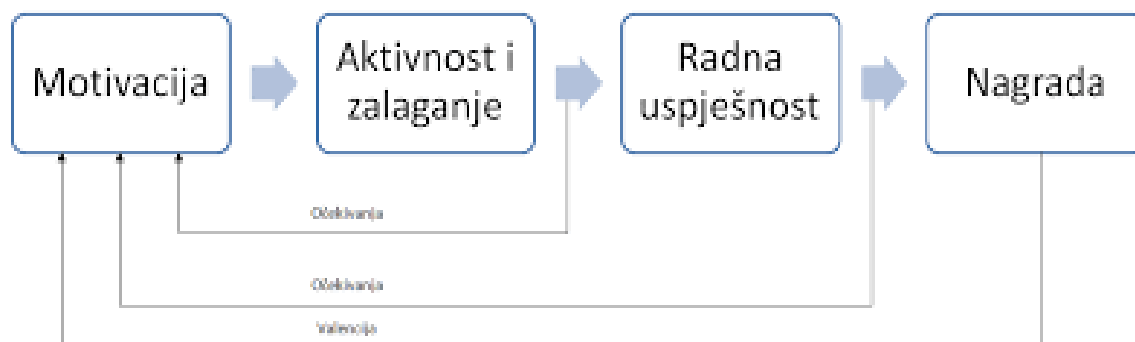 Motivacija
Aktivnost i
zalaganje
Radna
uspješnost
Nagrada
Očekivanja
Očekivanja
Valencija